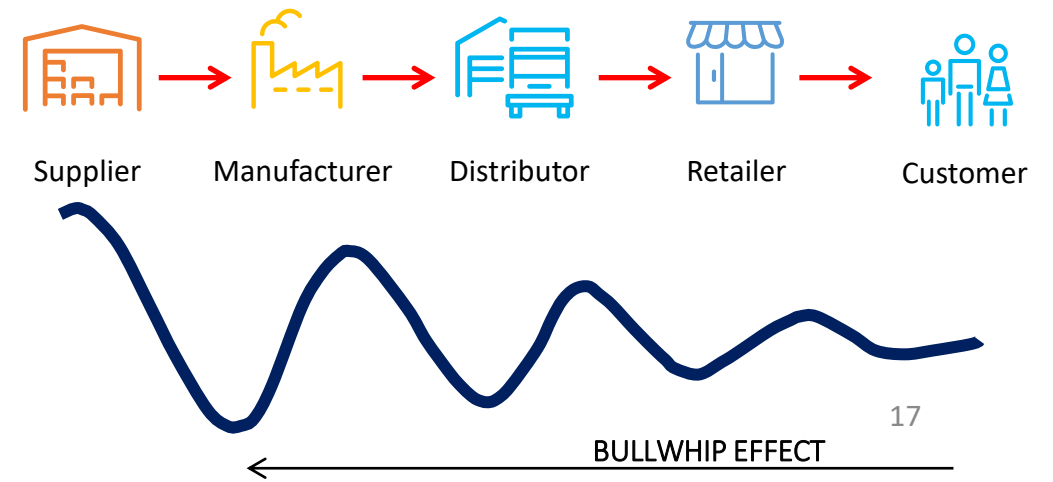 Supplier
Manufacturer
Distributor
Retailer
Customer
17
BULLWHIP EFFECT